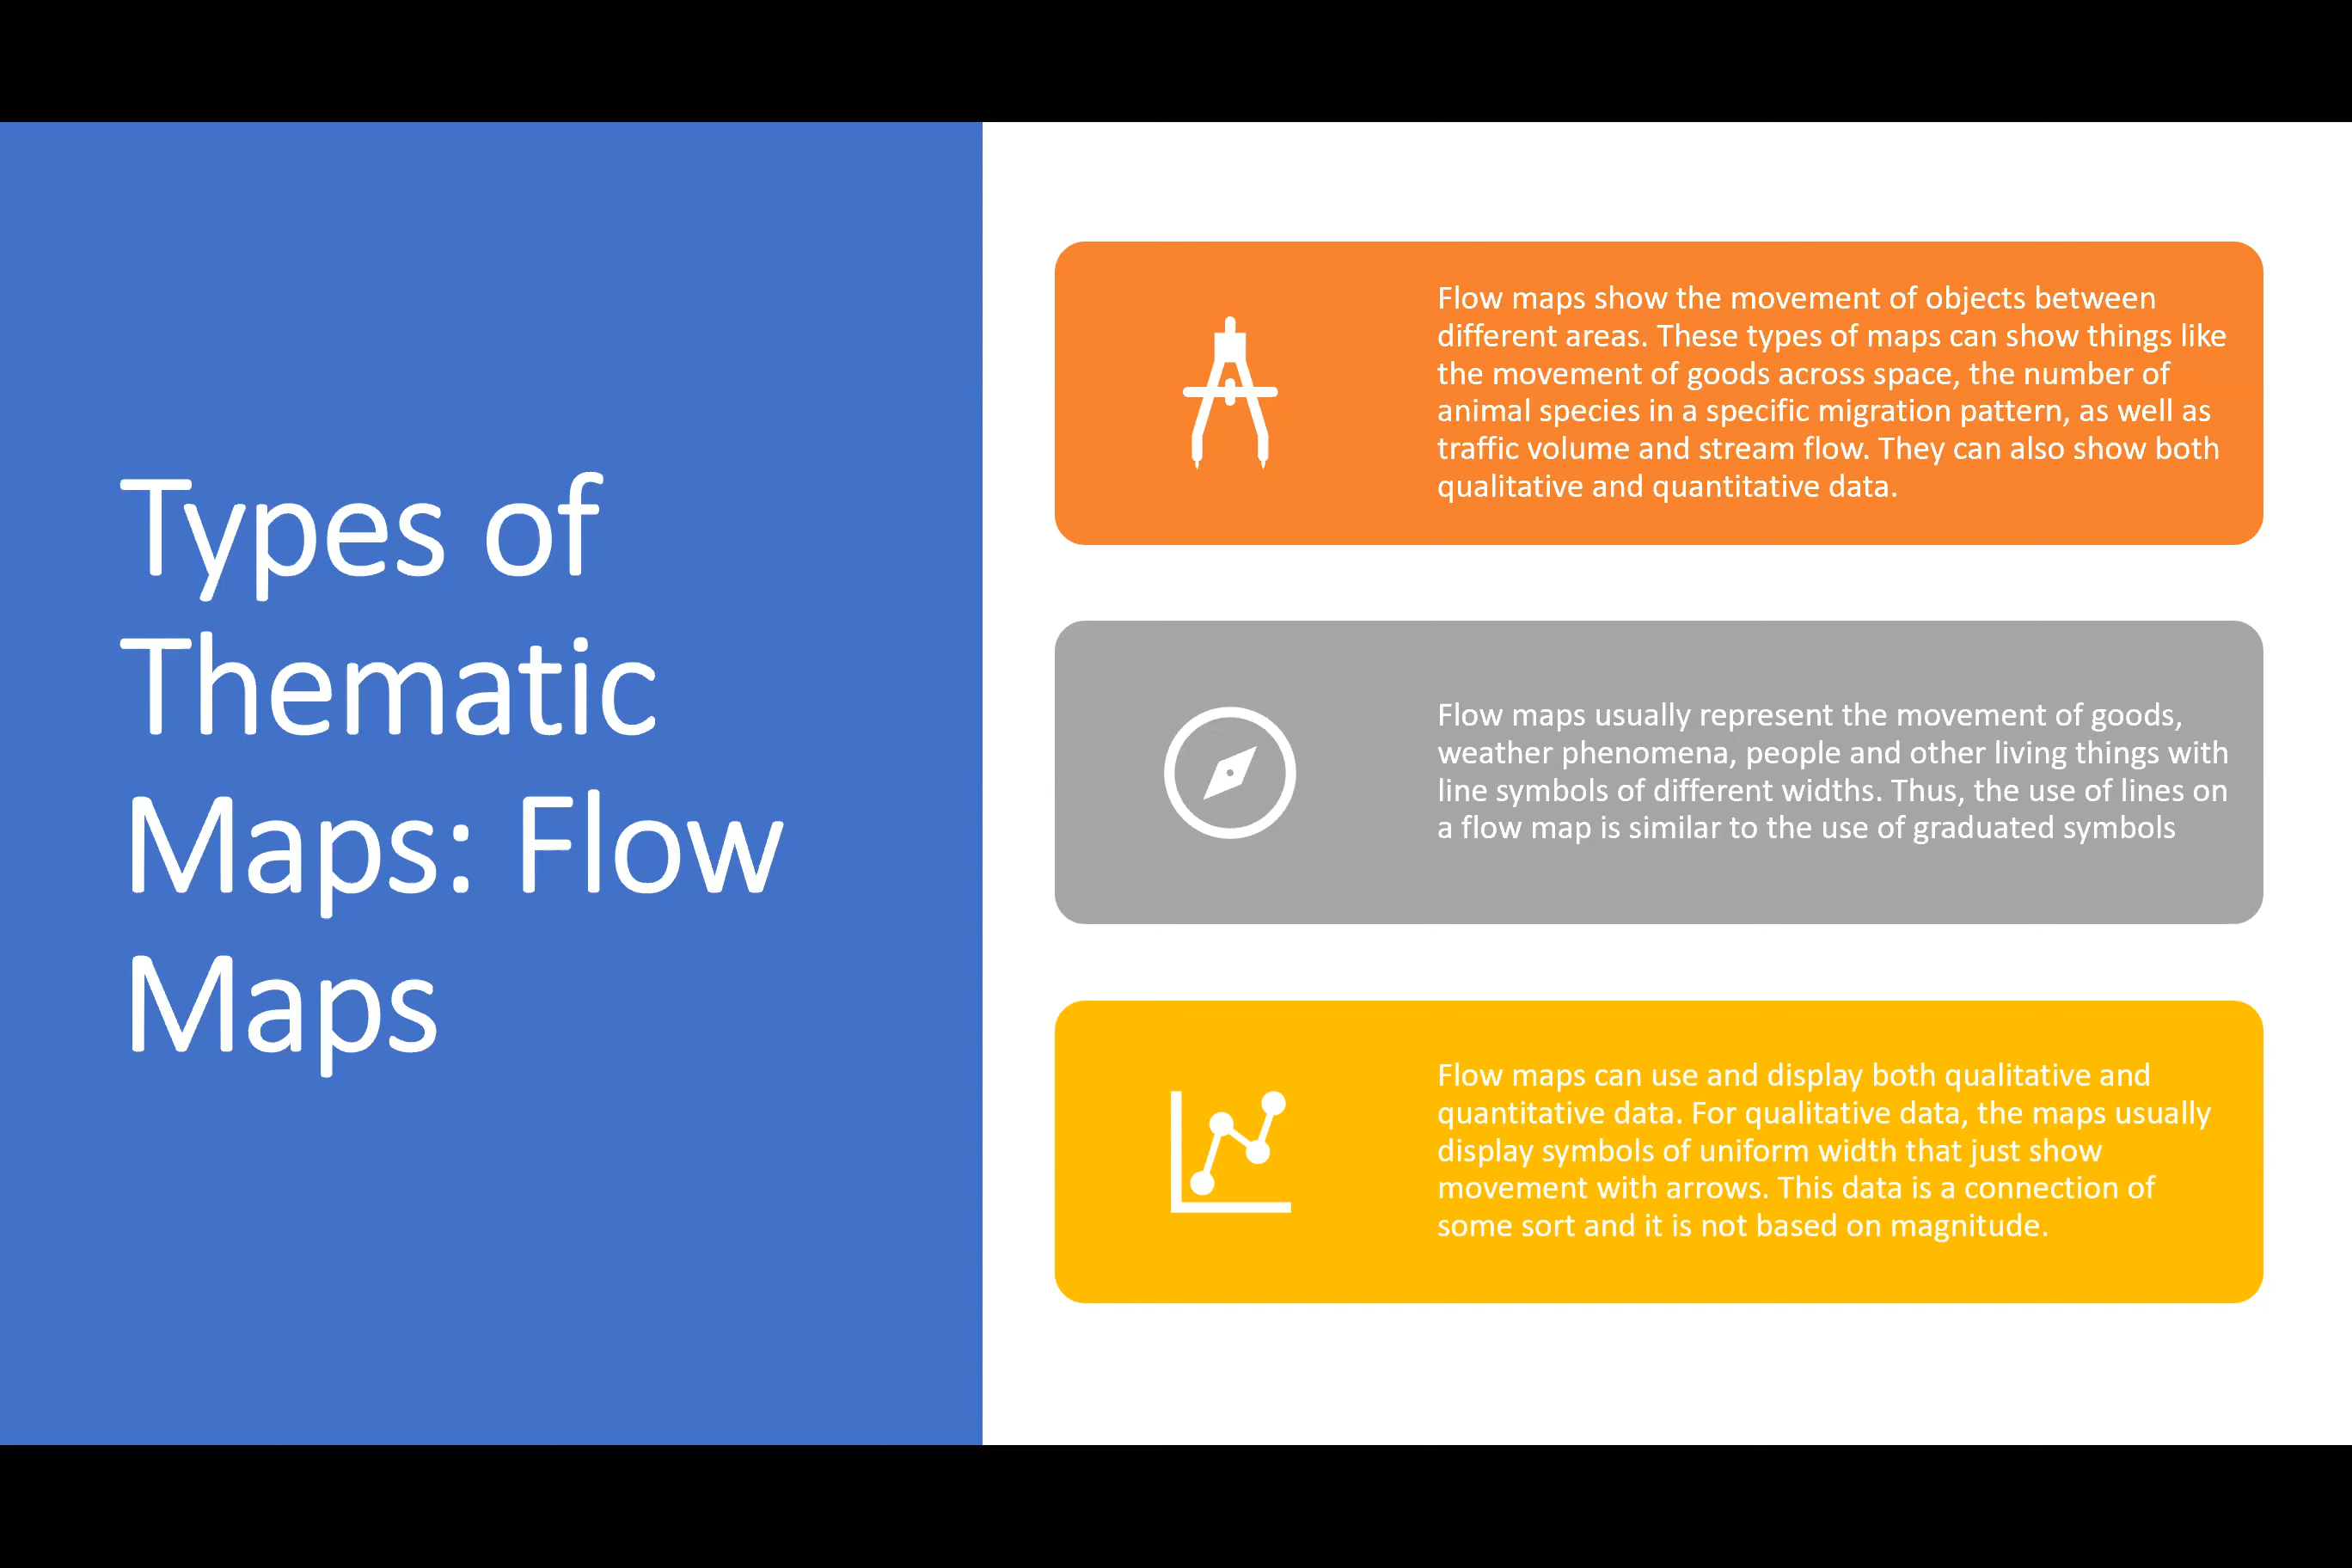 Types of
Thematic
Maps: Flow
Maps
Flow maps show the movement of objects between
different areas. These types of maps can show things like
the movement of goods across space, the number of
animal species in a specific migration pattern, as well as
traffic volume and stream flow. They can also show both
qualitative and quantitative data.
Flow maps usually represent the movement of goods,
weather phenomena, people and other living things with
line symbols of different widths. Thus, the use of lines on
a flow map is similar to the use of graduated symbols
Flow maps can use and display both qualitative and
quantitative data. For qualitative data, the maps usually
display symbols of uniform width that just show
movement with arrows. This data is a connection of
some sort and it is not based on magnitude.